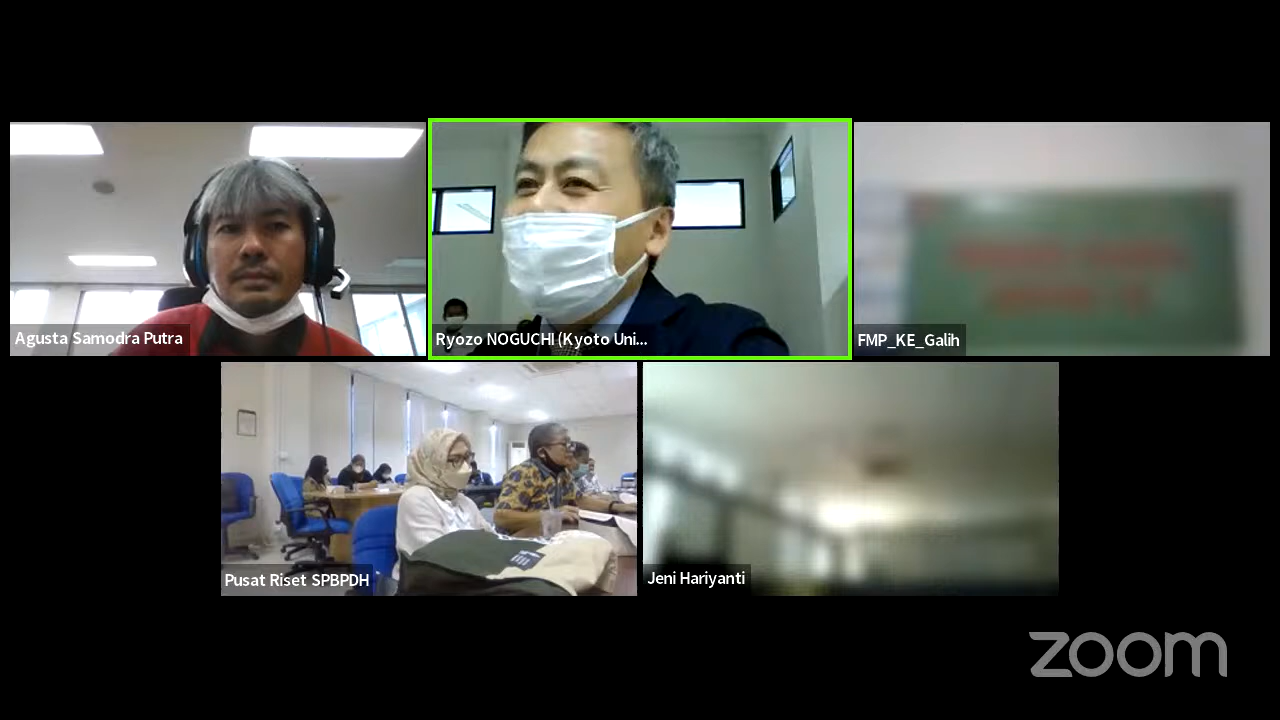 Agusta Samodra Putra
Ryozo NOGUCHI (Kyoto Uni...
FMP_KE_Galih
Pusat Riset SPBPDH
Jeni Hariyanti
zoom